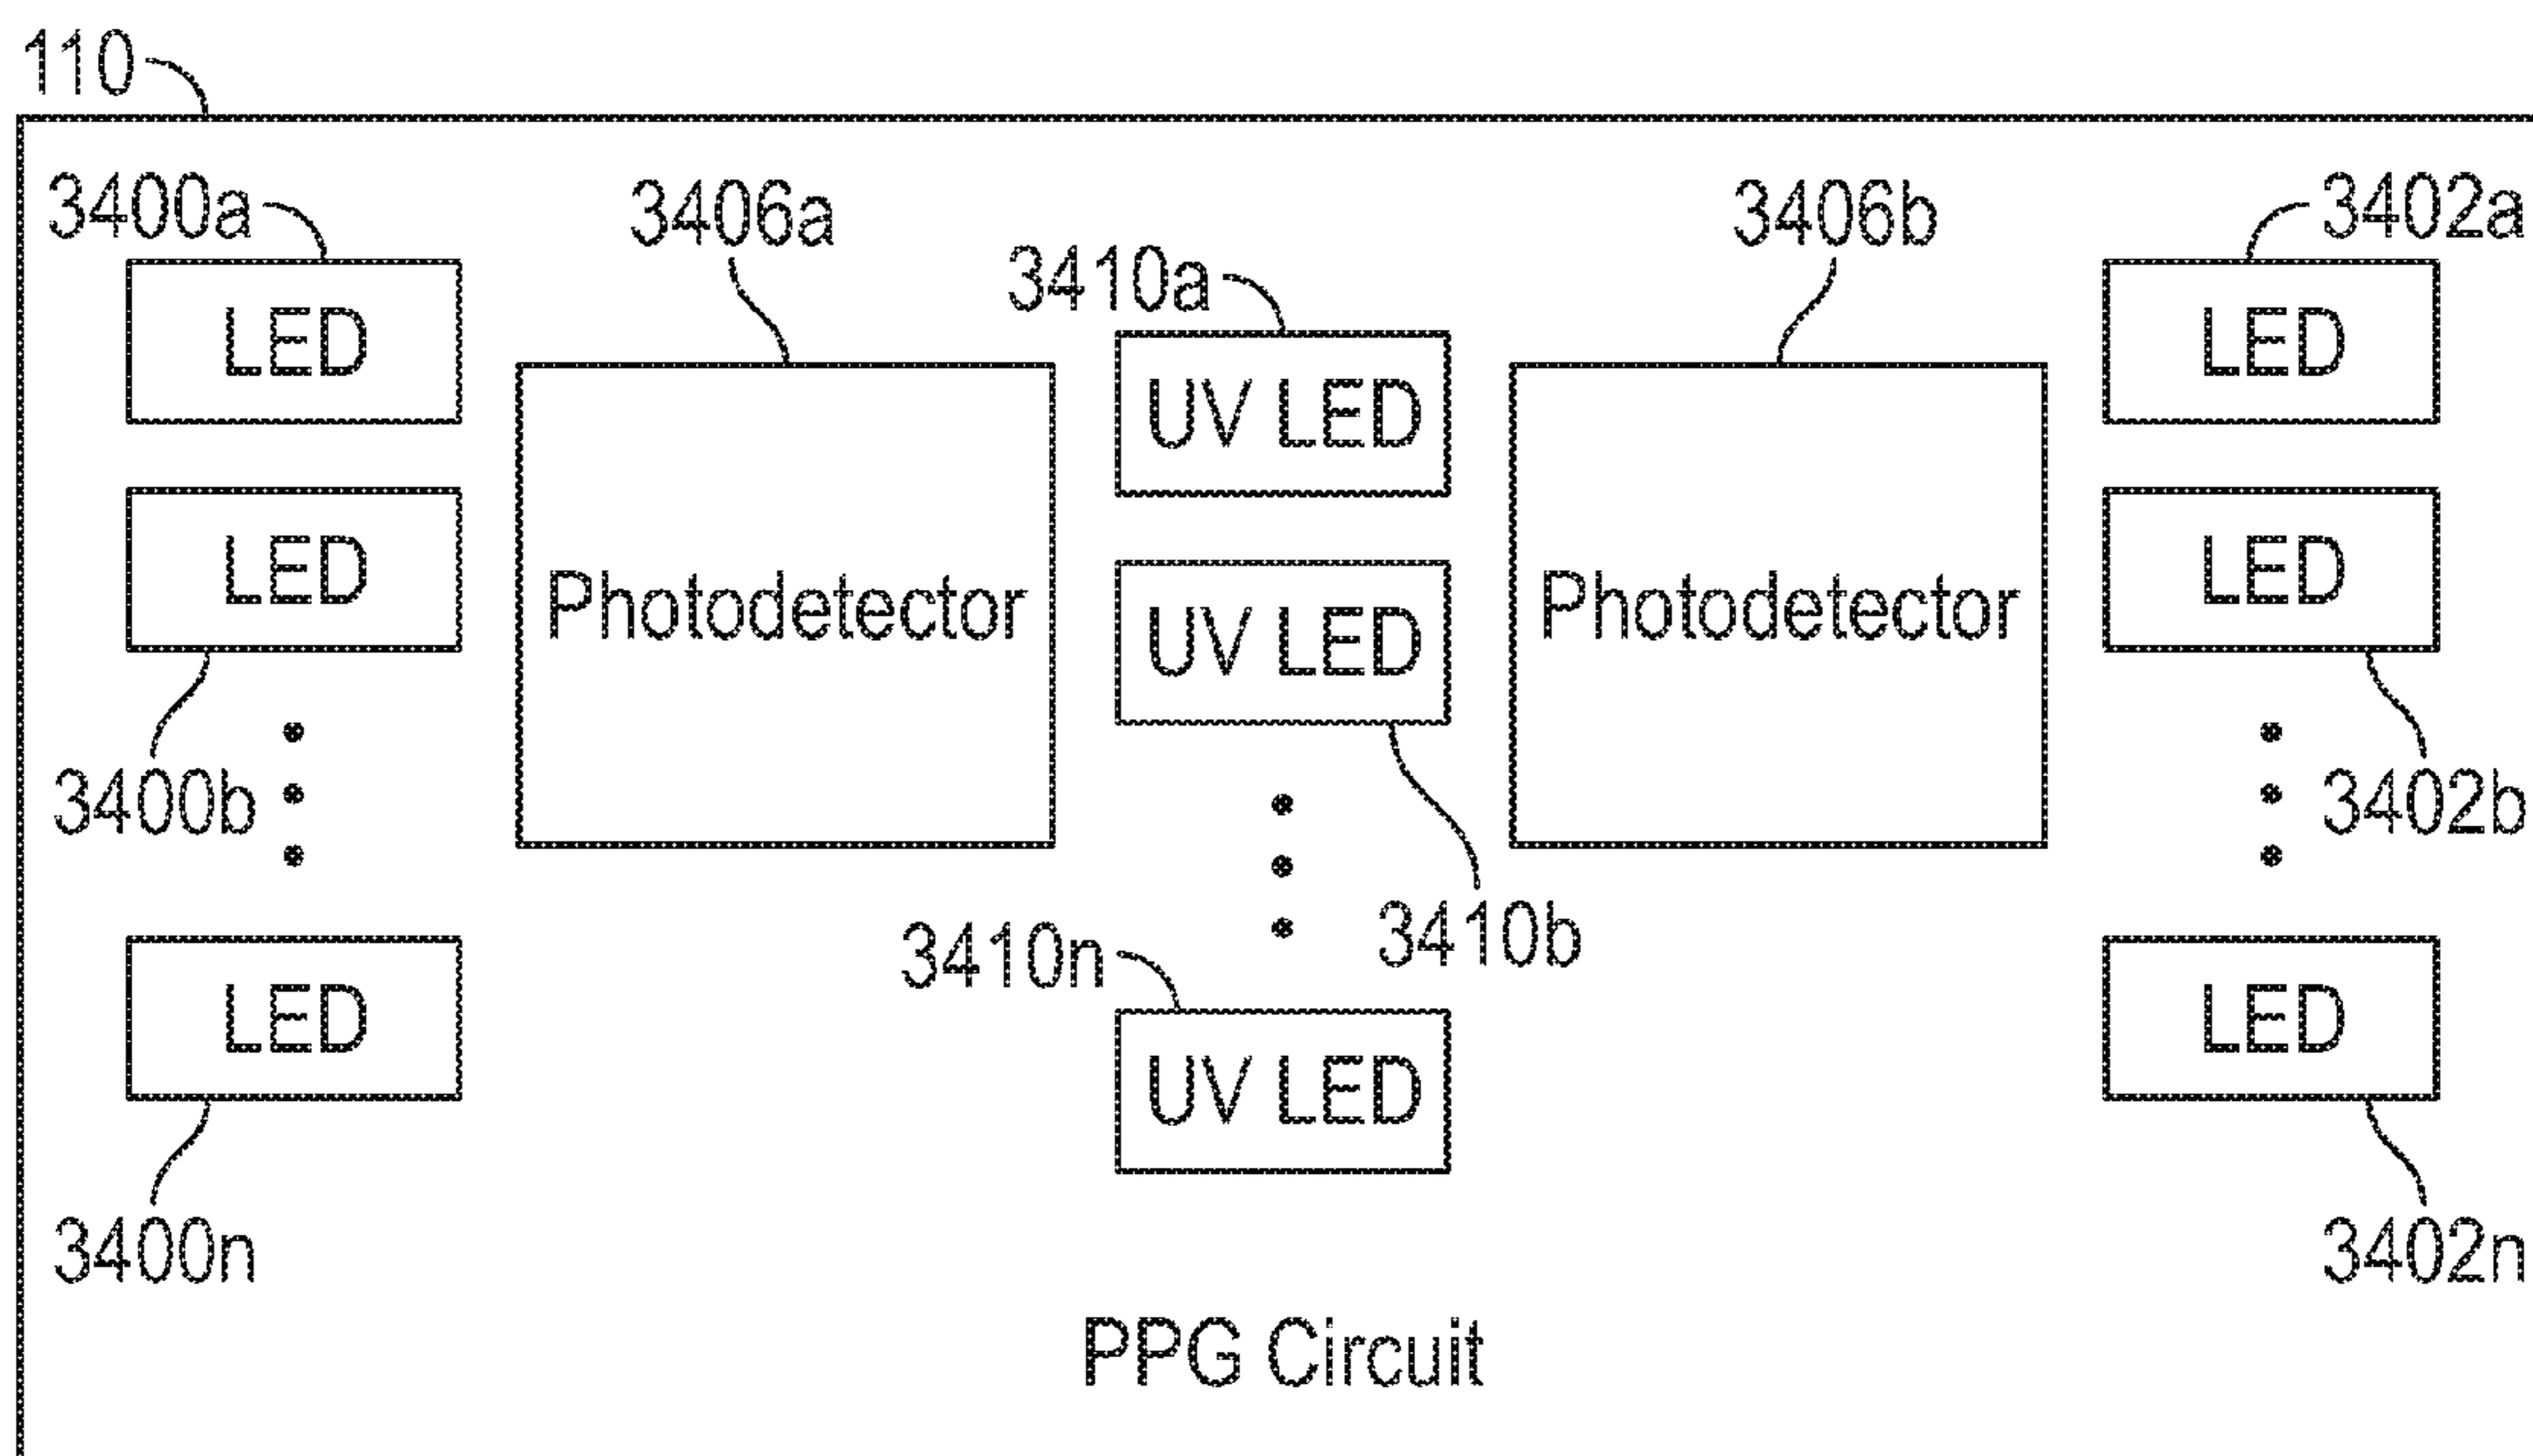 110
3400a 3406a 3406b 3402a
3410a
LED LED
UV LED
LED Photodetector Photodetector LED
UV LED
3400b 3402b
3410n 3410b
LED LED
UV LED
3400n 3402n
PPG Circuit